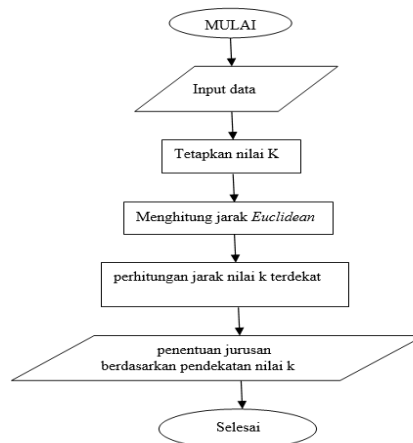 MULAI
Input data
Tetapkan nilai K
Menghitung jarak Euclidean
perhitungan jarak nilai k terdekat
penentuan jurusan
berdasarkan pendekatan nilai k
Selesai